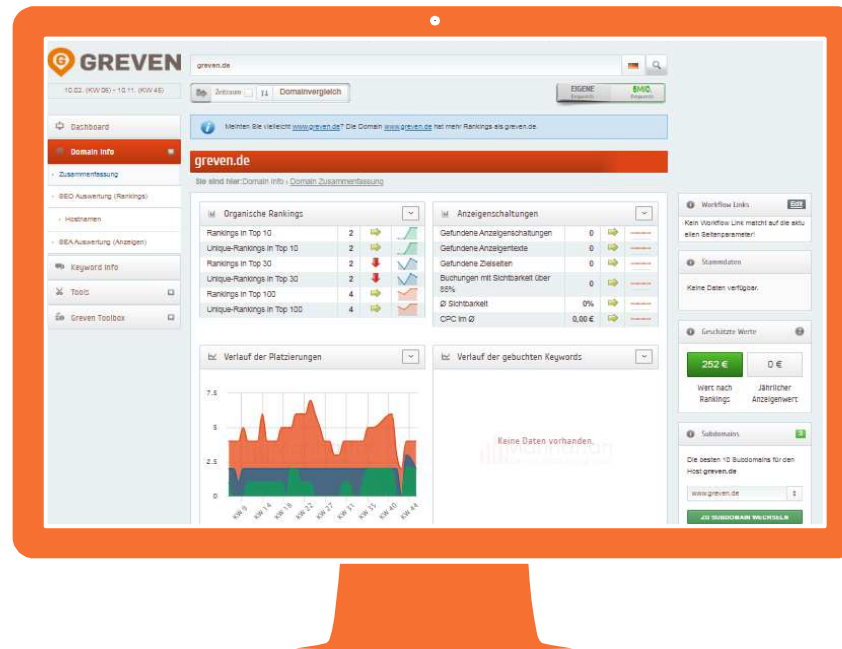 GREVEN
10.02. (KW 06) - 10.11. (KW 45)
greven.de
Zeitraum
Domainvergleich
EIGENE
5MIO.
Meinten Sie vielleicht www.greven.de? Die Domain www.greven.de hat mehr Rankings als greven.de.
Dashboard
Domain Info
Zusammenfassung
SEO Auswertung (Rankings)
Hostnamen
SEA Auswertung (Anzeigen)
Keyword Info
Tools
Greven Toolbox
greven.de
Sie sind hier: Domain Info › Domain Zusammenfassung
Organische Rankings
Rankings in Top 10 2
Unique-Rankings in Top 10 2
Rankings in Top 30 2
Unique-Rankings in Top 30 2
Rankings in Top 100 4
Unique-Rankings in Top 100 4
Anzeigenschaltungen
Gefundene Anzeigenschaltungen 0
Gefundene Anzeigentexte 0
Gefundene Zielseiten 0
Buchungen mit Sichtbarkeit über
85% 0
Ø Sichtbarkeit 0%
CPC im Ø 0,00 €
Verlauf der Platzierungen
7.5
5
2.5
0
KW 9 KW 14 KW 18 KW 22 KW 27 KW 31 KW 35 KW 40 KW 44
Verlauf der gebuchten Keywords
Keine Daten vorhanden.
Workflow Links Edit
Kein Workflow Link matcht auf die aktu
ellen Seitenparameter!
Stammdaten
Keine Daten verfügbar.
Geschätzte Werte
252 € 0 €
Wert nach Jährlicher
Rankings Anzeigenwert
Subdomains 3
Die besten 10 Subdomains für den
Host greven.de
www.greven.de
ZU SUBDOMAIN WECHSELN